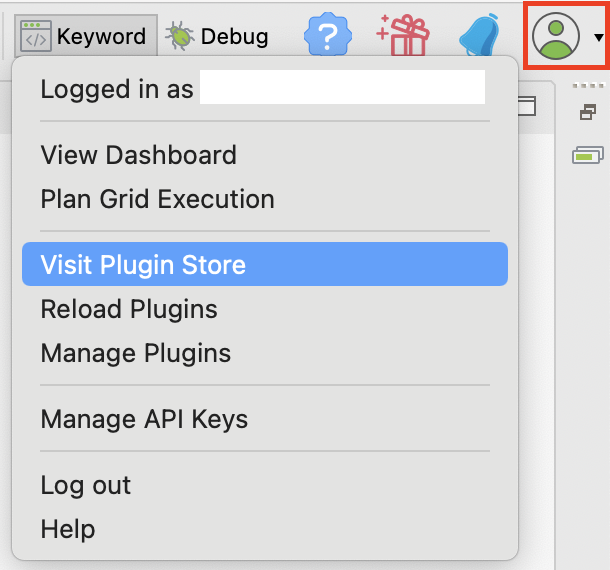 Keyword Debug
Logged in as
View Dashboard
Plan Grid Execution
Visit Plugin Store
Reload Plugins
Manage Plugins
Manage API Keys
Log out
Help